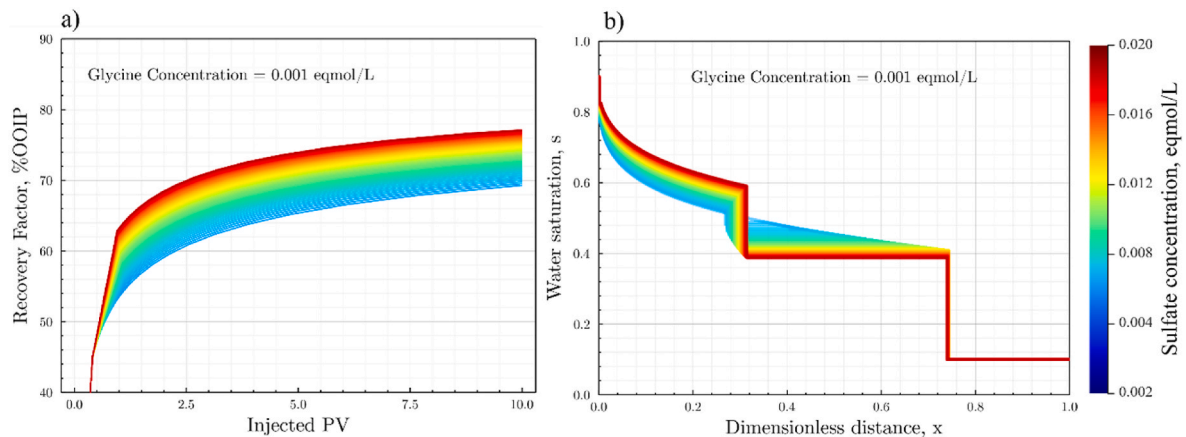 a)
90
80
70
60
50
40
Recovery Factor, %OOIP
Glycine Concentration = 0.001 eqmol/L
0.0 2.5 5.0 7.5 10.0
Injected PV
b)
1.0
0.8
0.6
0.4
0.2
0.0
Water saturation, s
Glycine Concentration = 0.001 eqmol/L
0.0 0.2 0.4 0.6 0.8 1.0
Dimensionless distance, x
0.020
0.016
0.012
0.008
0.004
0.002
Sulfate concentration, eqmol/L